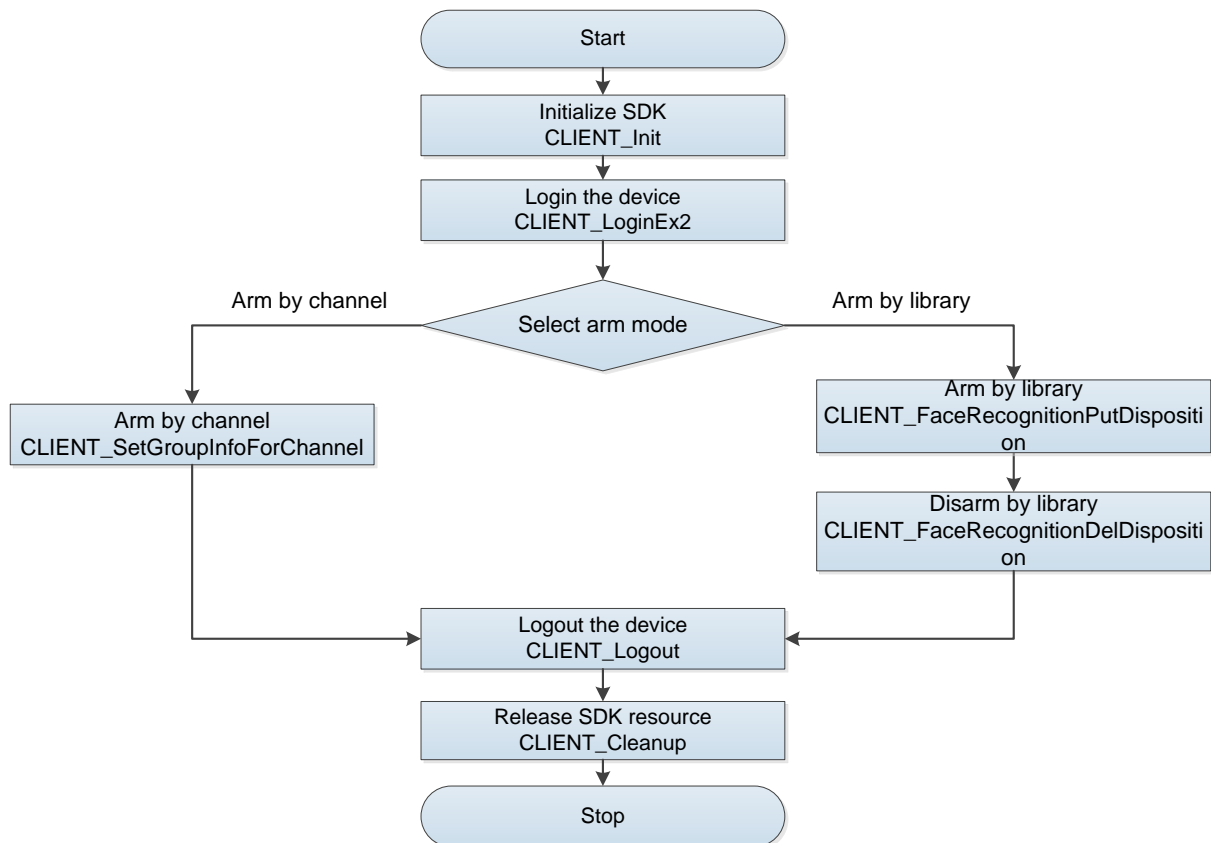 Start
Initialize SDK
CLIENT_Init
Login the device
CLIENT_LoginEx2
Arm by channel
Arm by library
Select arm mode
Arm by channel
CLIENT_SetGroupInfoForChannel
Arm by library
CLIENT_FaceRecognitionPutDispositi
on
Disarm by library
CLIENT_FaceRecognitionDelDispositi
on
Logout the device
CLIENT_Logout
Release SDK resource
CLIENT_Cleanup
Stop